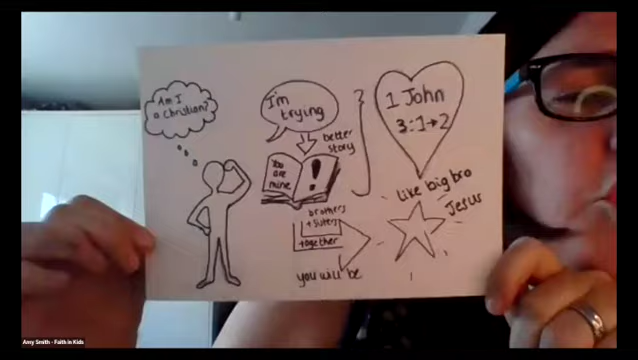 Am I
a christian?
I'm
trying
better
story
You
are
mine
!
brothers
+ sisters
together
you will be
1 John
3:1→2
Like big bro
Jesus
Amy Smith - Faith in Kids